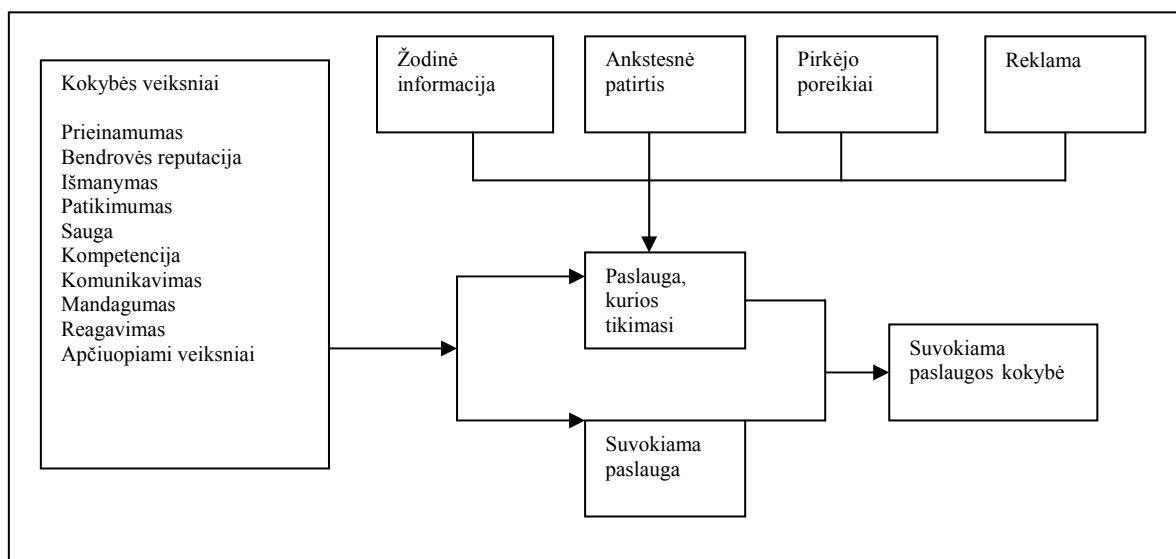 Kokybės veiksniai
Prieinamumas
Bendrovės reputacija
Išmanymas
Patikimumas
Sauga
Kompetencija
Komunikavimas
Mandagumas
Reagavimas
Apčiuopiami veiksniai
Žodinė
informacija
Ankstesnė
patirtis
Pirkėjo
poreikiai
Reklama
Paslauga,
kurios
tikimasi
Suvokiama
paslauga
Suvokiama
paslaugos kokybė